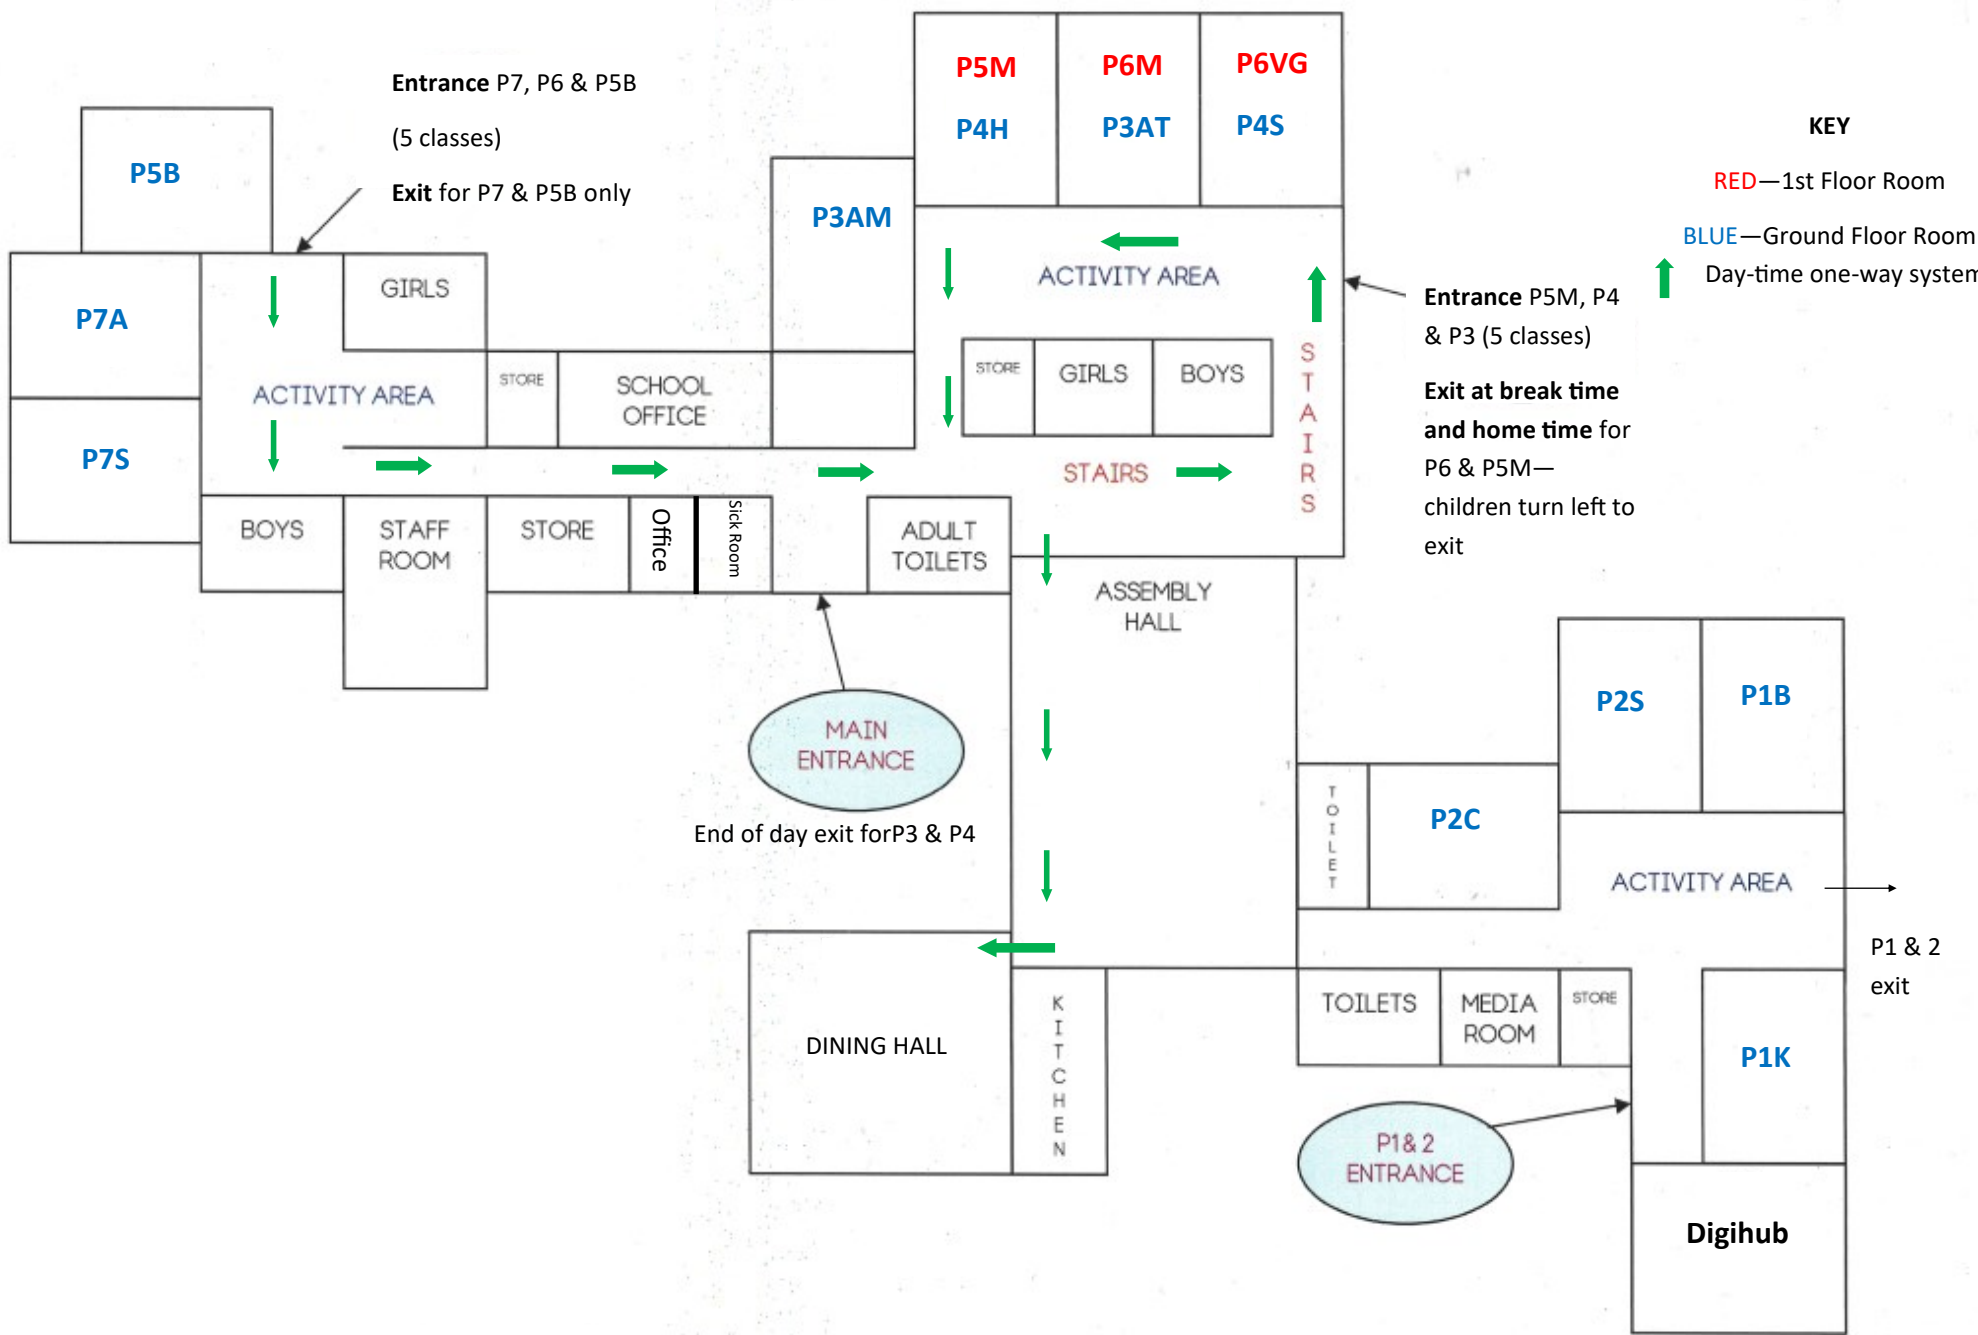 Entrance P7, P6 & P5B
(5 classes)
Exit for P7 & P5B only
P5B
P7A
P7S
GIRLS
ACTIVITY AREA
STORE
SCHOOL
OFFICE
BOYS
STAFF
ROOM
STORE
Office
Sick Room
ADULT
TOILETS
P3AM
P5M
P4H
P6M
P3AT
P6VG
P4S
ACTIVITY AREA
STORE
GIRLS
BOYS
STAIRS
STAIRS
KEY
RED—1st Floor Room
BLUE—Ground Floor Room
Day-time one-way system
Entrance P5M, P4
& P3 (5 classes)
Exit at break time
and home time for
P6 & P5M—
children turn left to
exit
MAIN
ENTRANCE
End of day exit forP3 & P4
ASSEMBLY
HALL
DINING HALL
KITCHEN
P2S
P1B
TOILET
P2C
ACTIVITY AREA
P1 & 2
exit
TOILETS
MEDIA
ROOM
STORE
P1K
P1& 2
ENTRANCE
Digihub